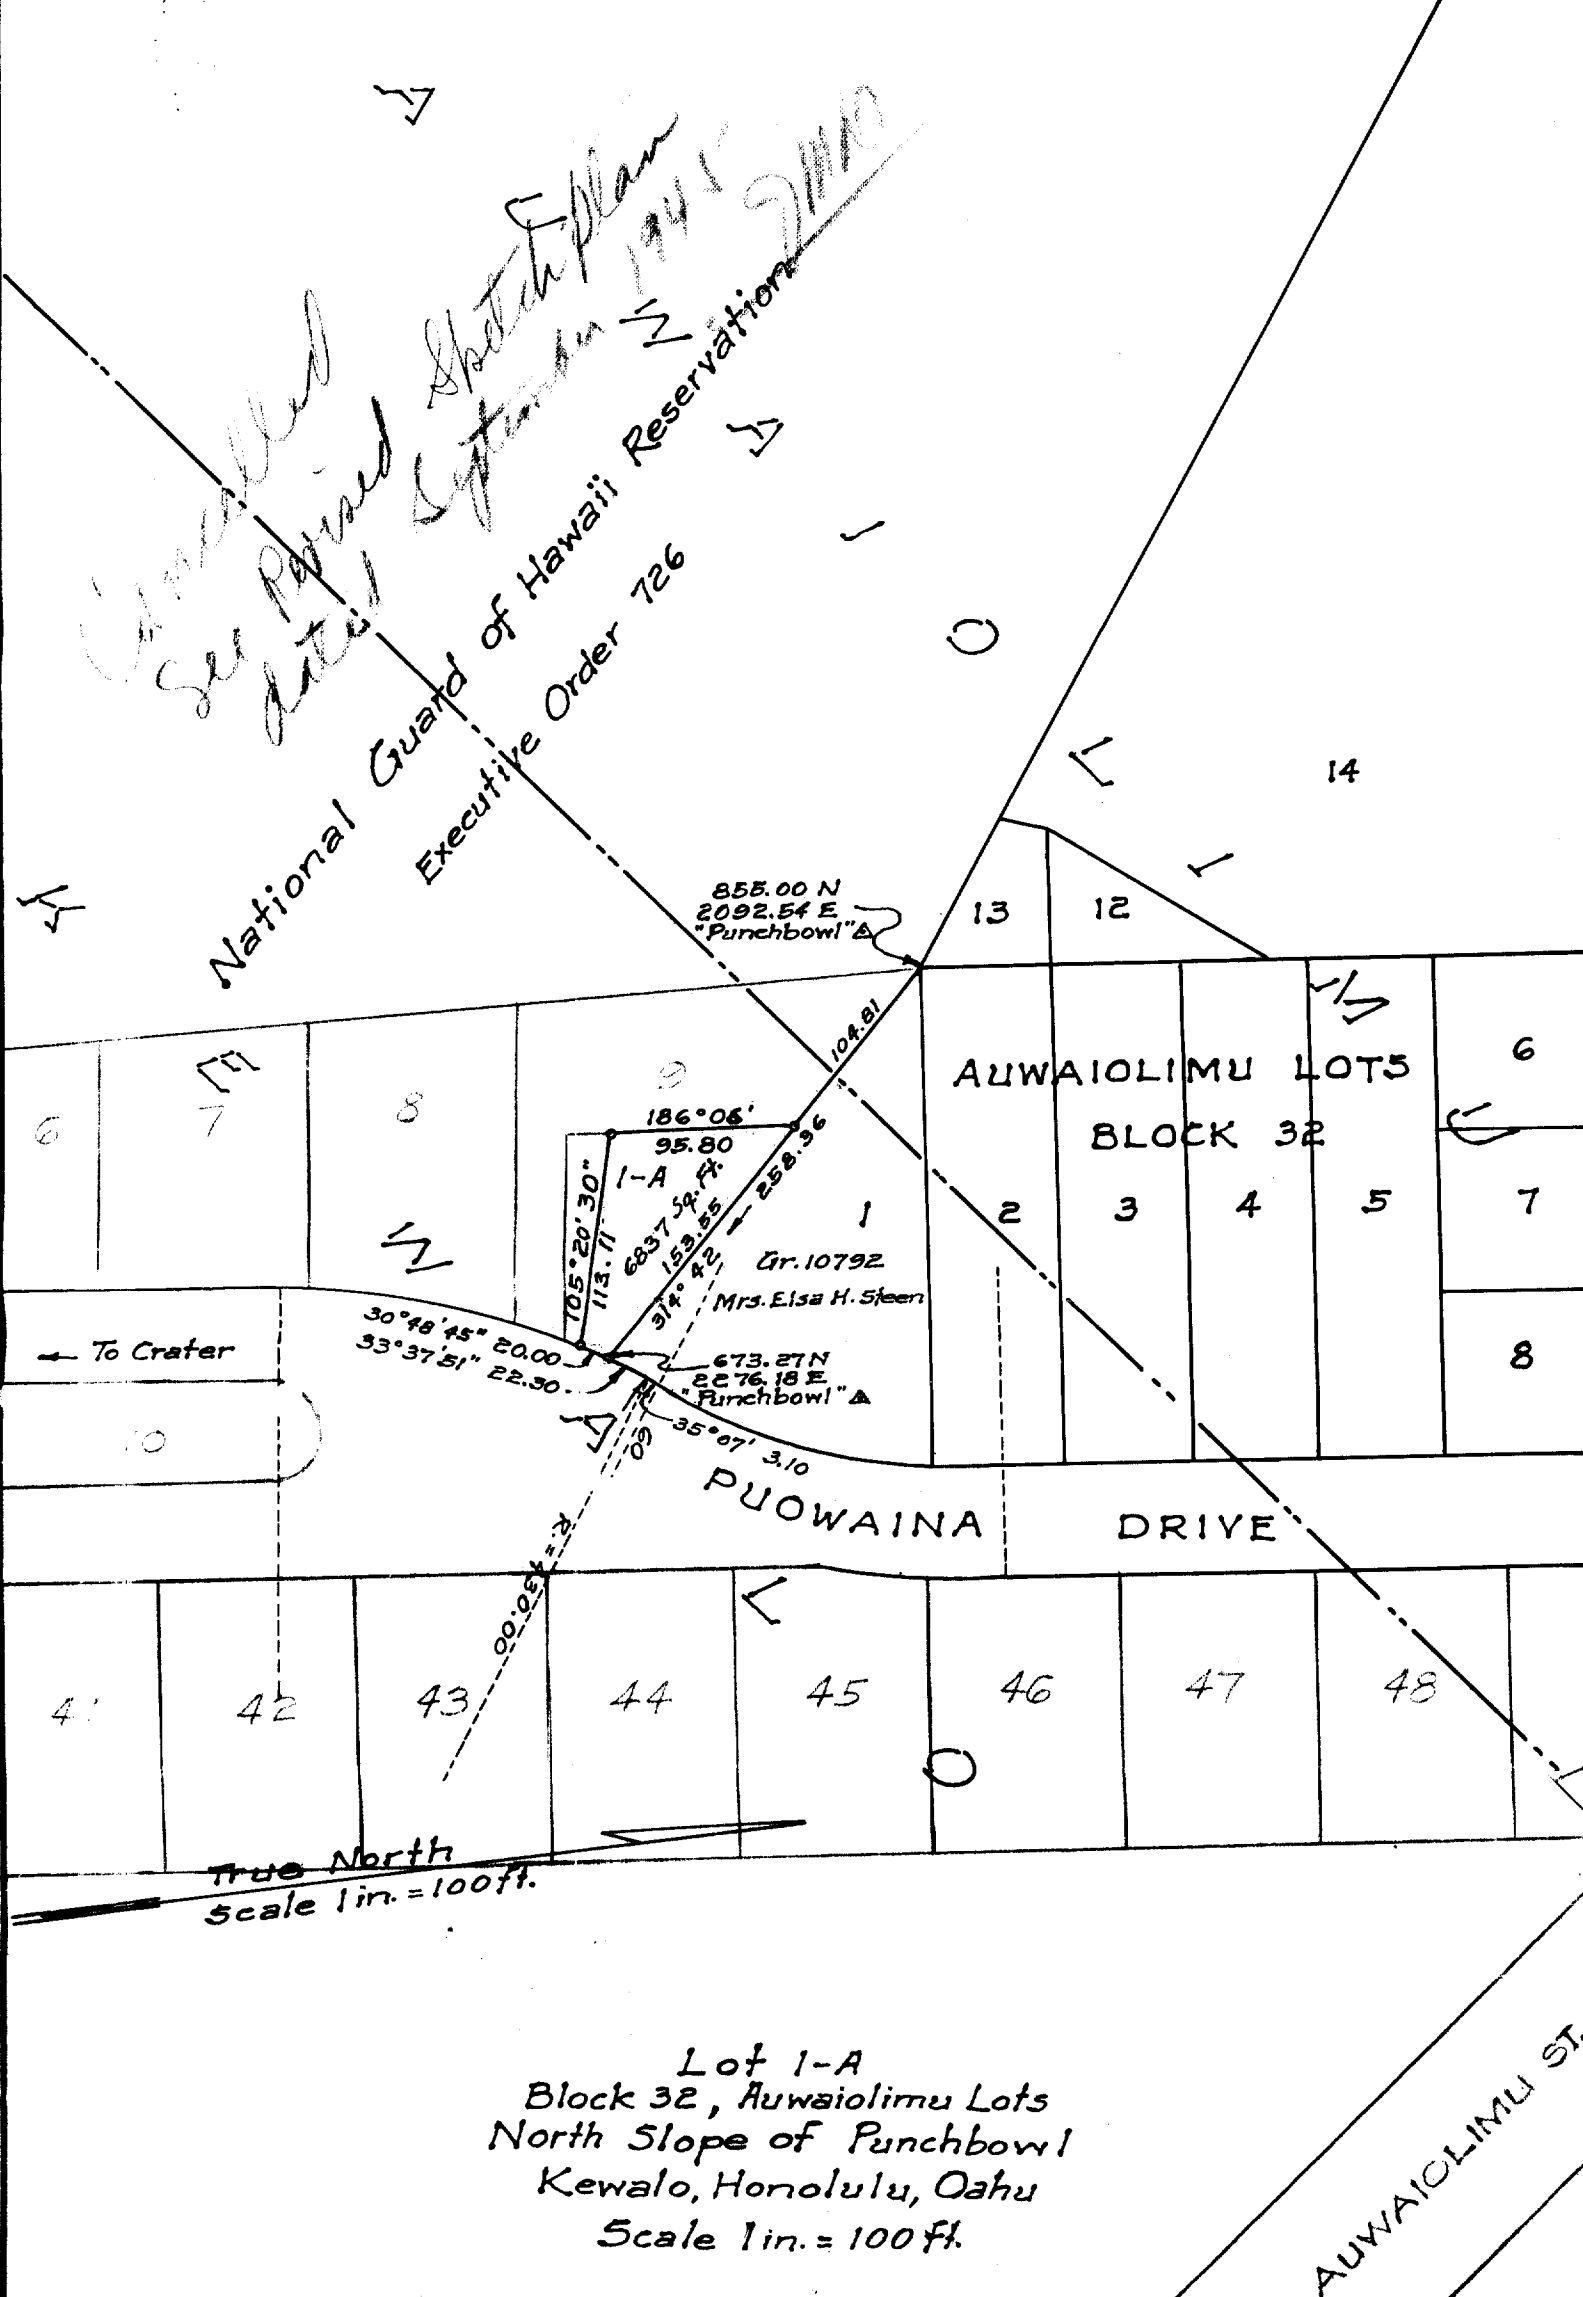 Cancelled
See Revised Sketch plan
dated September 1945
National Guard of Hawaii Reservation
Executive Order 726
14
855.00 N
2092.54 E
"Punchbowl" △
13
12
104.81
AUWAIOLIMU LOTS
BLOCK 32
6
7
8
9
6
7
8
186°06'
95.80
1-A
105°20'30"
113.11
6837 Sq. Ft.
153.55
314°42'
258.36
1
Gr. 10792
Mrs. Elsa H. Steen
2
3
4
5
30°48'45" 20.00
33°37'51" 22.30
673.27 N
2276.18 E
"Punchbowl" △
35°07' 3.10
60
R. = 430.00
To Crater
10
PUOWAINA DRIVE
42
43
44
45
46
47
48
True North
Scale 1 in. = 100 ft.
Lot 1-A
Block 32, Auwaiolimu Lots
North Slope of Punchbowl
Kewalo, Honolulu, Oahu
Scale 1 in. = 100 ft.
AUWAIOLIMU ST.